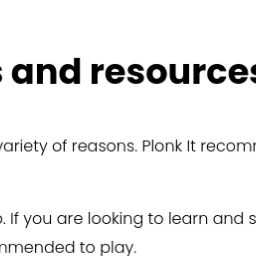 s and resources
variety of reasons. Plonk It recomm
o. If you are looking to learn and s
mmended to play.